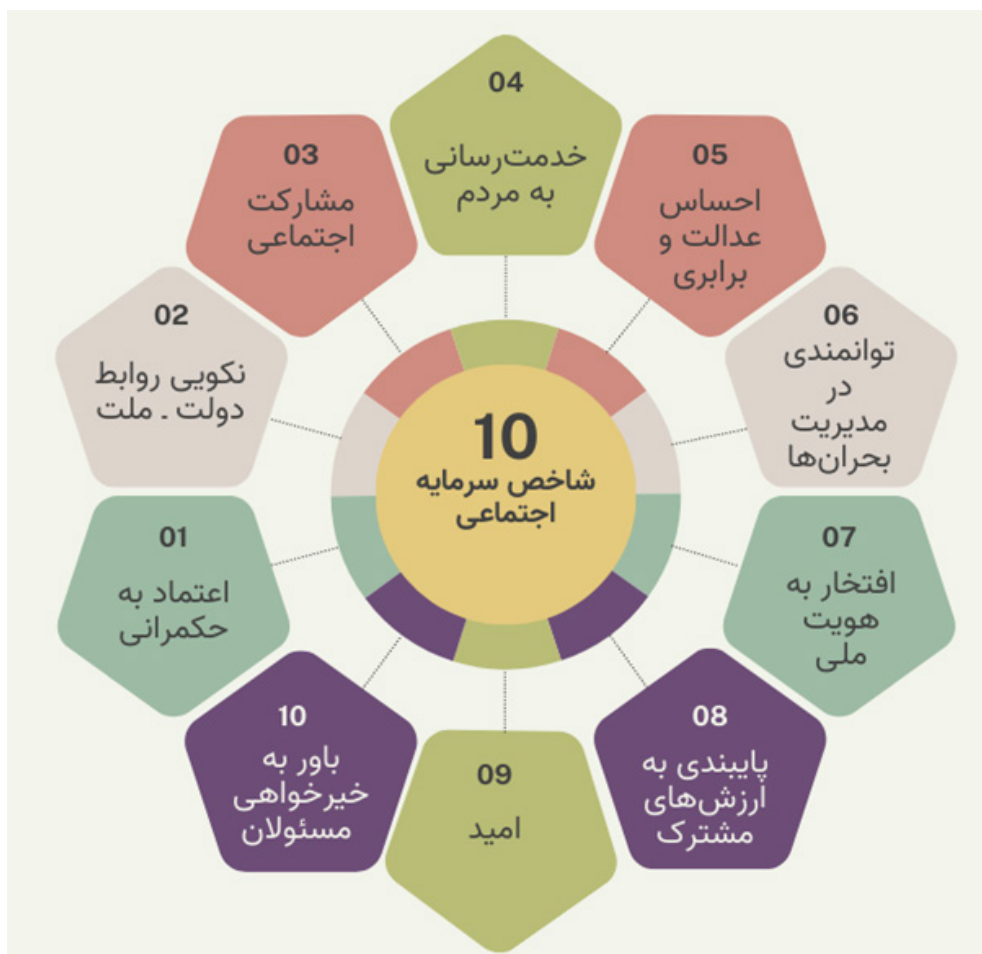 10
شاخص سرمایه
اجتماعی
01
اعتماد به
حکمرانی
02
نکویی روابط
دولت ـ ملت
03
مشارکت
اجتماعی
04
خدمت‌رسانی
به مردم
05
احساس
عدالت و
برابری
06
توانمندی
در
مدیریت
بحران‌ها
07
افتخار به
هویت
ملی
08
پایبندی به
ارزش‌های
مشترک
09
امید
10
باور به
خیرخواهی
مسئولان